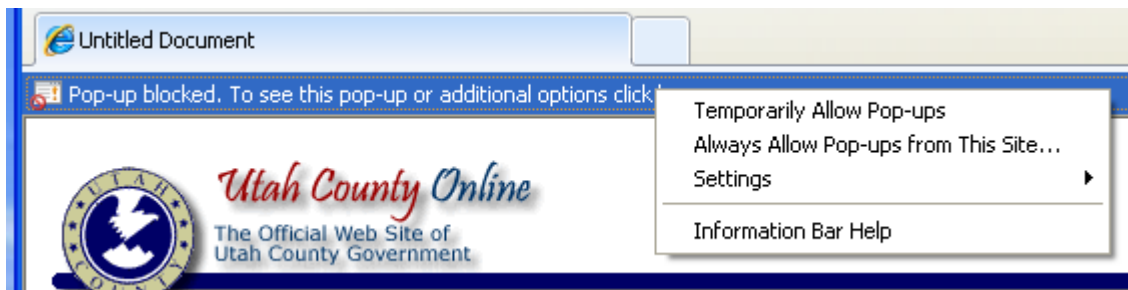 Untitled Document
Pop-up blocked. To see this pop-up or additional options click
Temporarily Allow Pop-ups
Always Allow Pop-ups from This Site...
Settings
Information Bar Help
Utah County Online
The Official Web Site of
Utah County Government
UTAH
COUNTY